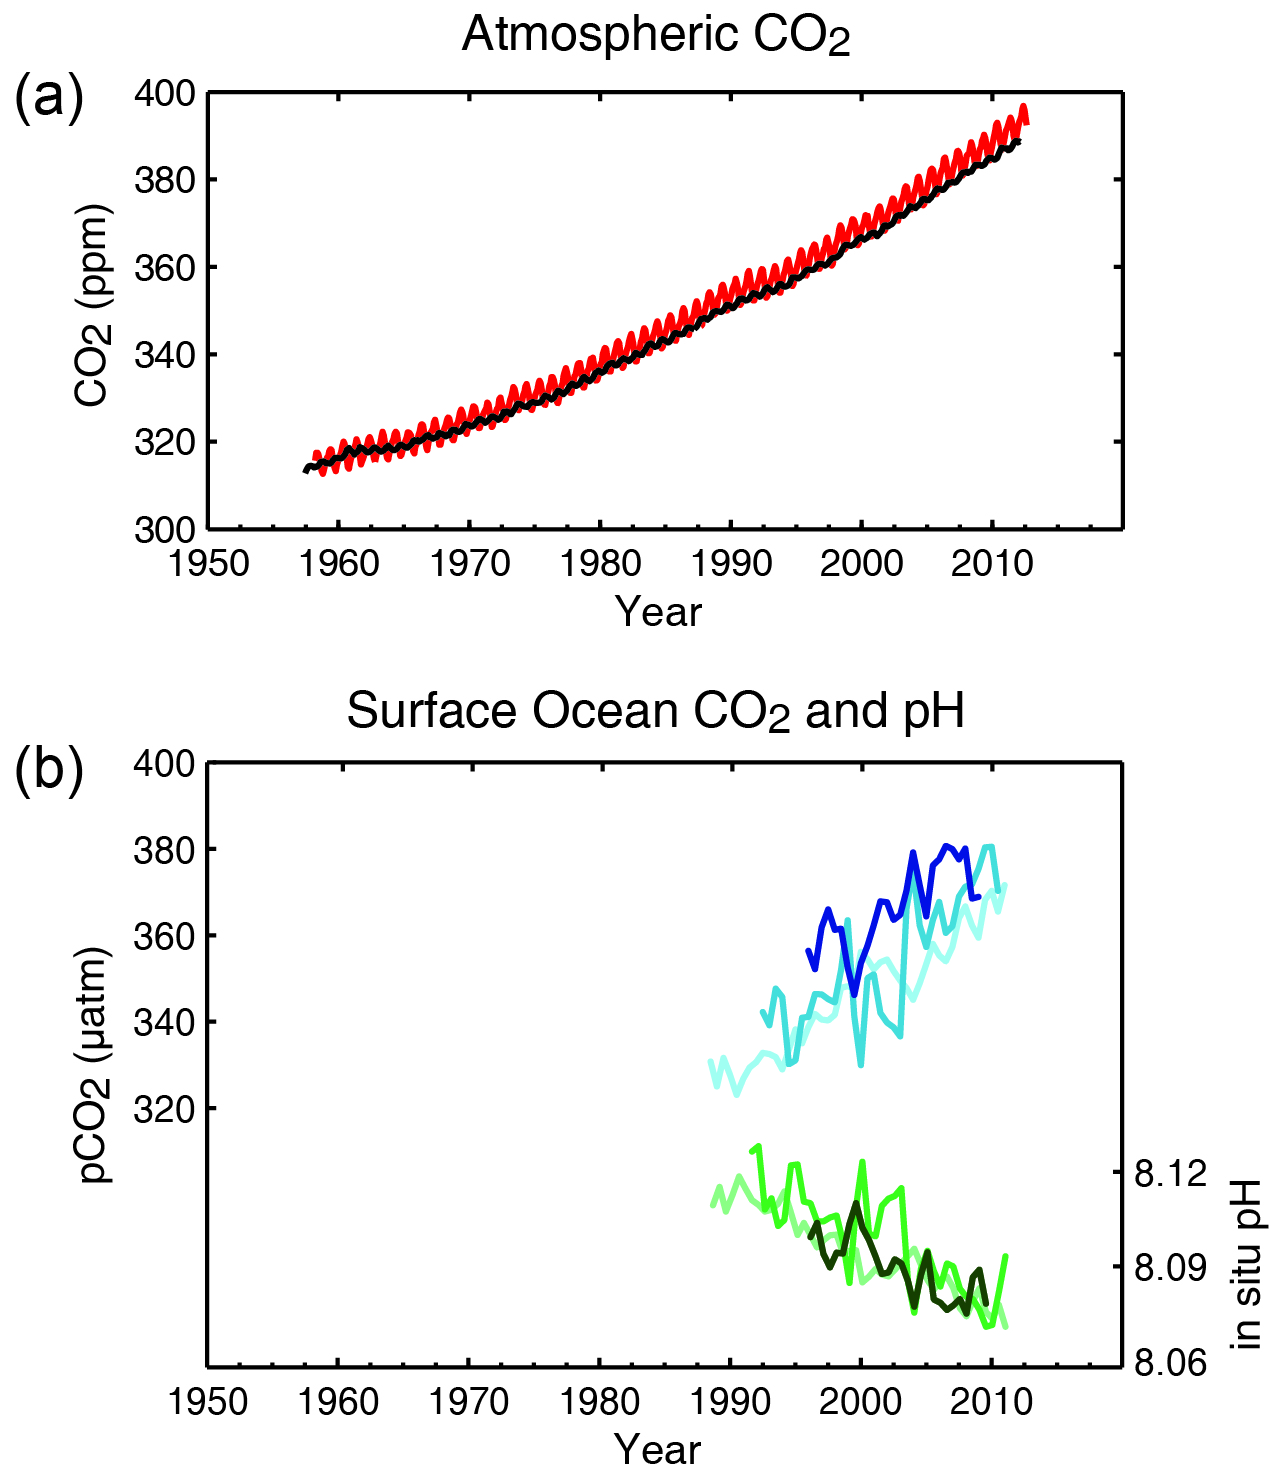 Atmospheric CO2
(a)
400
380
360
340
320
300
CO2 (ppm)
1950 1960 1970 1980 1990 2000 2010
Year
Surface Ocean CO2 and pH
(b)
400
380
360
340
320
pCO2 (µatm)
8.12
8.09
8.06
in situ pH
1950 1960 1970 1980 1990 2000 2010
Year